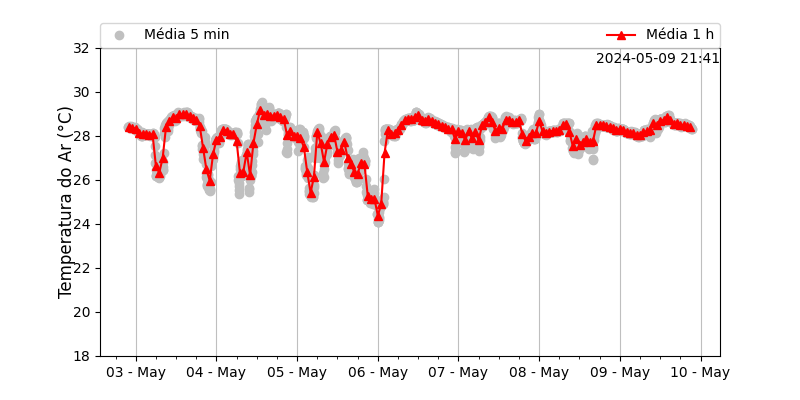 Média 5 min
Média 1 h
2024-05-09 21:41
Temperatura do Ar (°C)
32
30
28
26
24
22
20
18
03 - May
04 - May
05 - May
06 - May
07 - May
08 - May
09 - May
10 - May